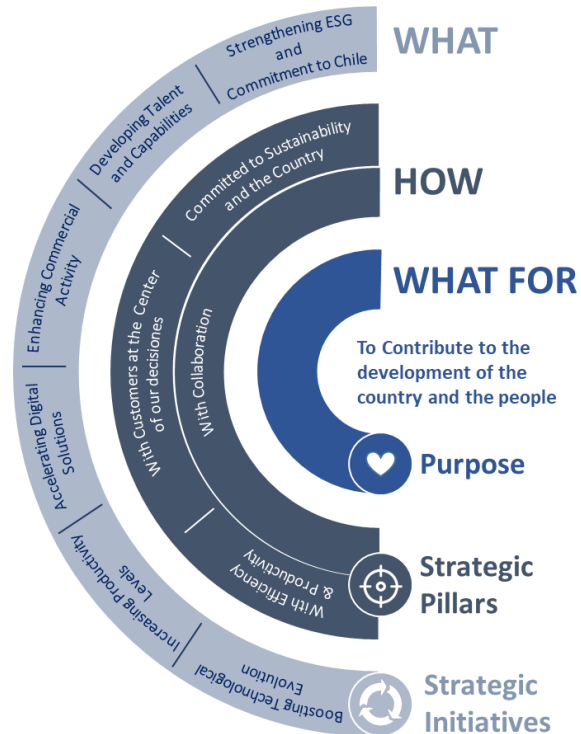 WHAT
Strengthening ESG
and
Commitment to Chile
Developing Talent
and Capabilities
Enhancing Commercial
Activity
Accelerating Digital
Solutions
Increasing Productivity
Levels
Boosting Technological
Evolution
Strategic
Initiatives
HOW
Committed to Sustainability
and the Country
With Customers at the Center
of our decisiones
With Collaboration
With Efficiency
& Productivity
Strategic
Pillars
WHAT FOR
To Contribute to the
development of the
country and the people
Purpose